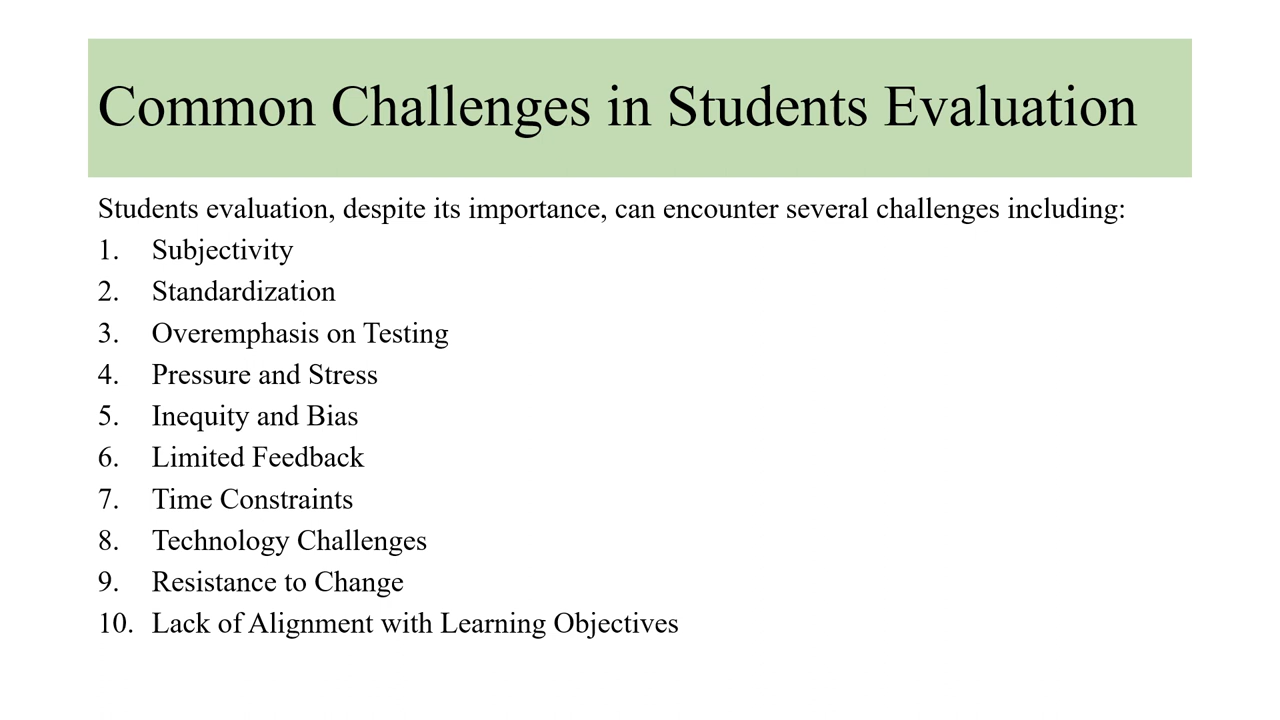 Common Challenges in Students Evaluation
Students evaluation, despite its importance, can encounter several challenges including:
1. Subjectivity
2. Standardization
3. Overemphasis on Testing
4. Pressure and Stress
5. Inequity and Bias
6. Limited Feedback
7. Time Constraints
8. Technology Challenges
9. Resistance to Change
10. Lack of Alignment with Learning Objectives